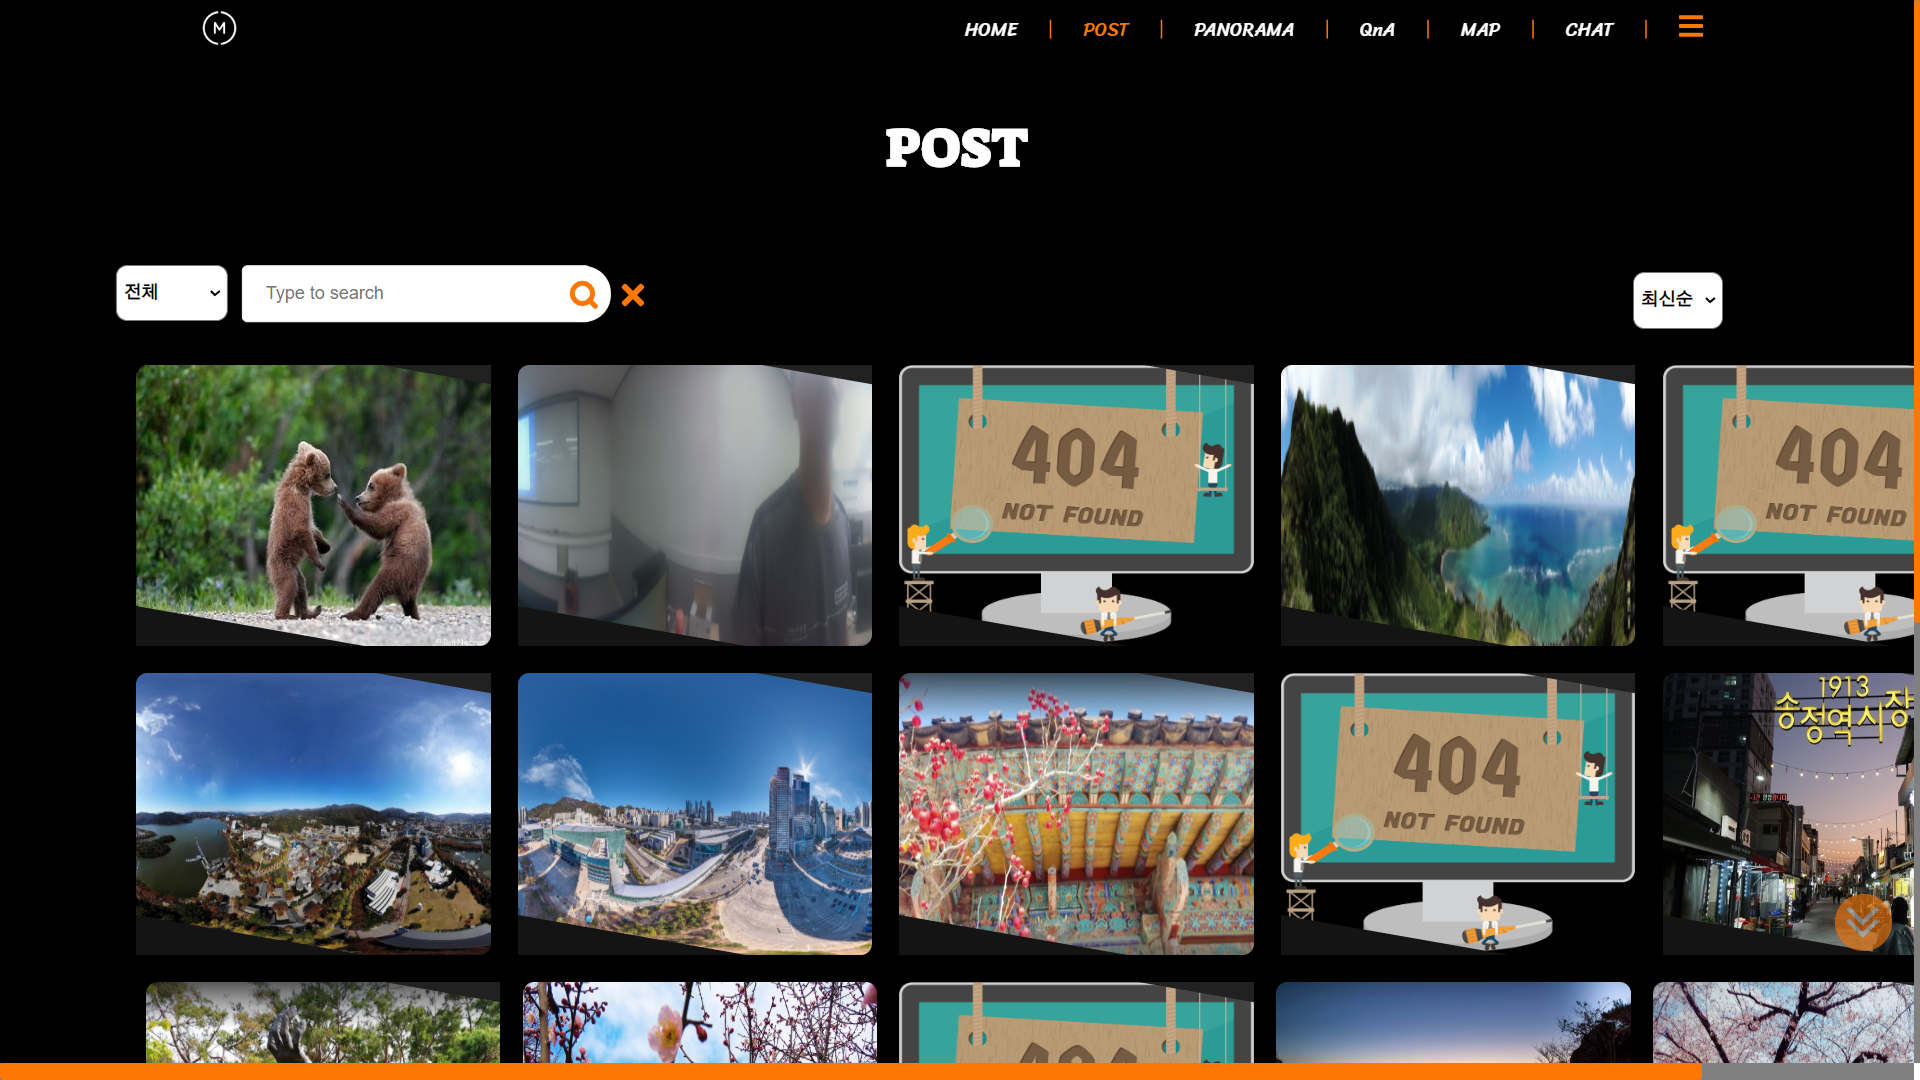 M
HOME | POST | PANORAMA | QnA | MAP | CHAT |
POST
전체
Type to search
최신순
404
NOT FOUND
404
NOT FOUND
404
NOT FOUND
1913
송정역시장
404